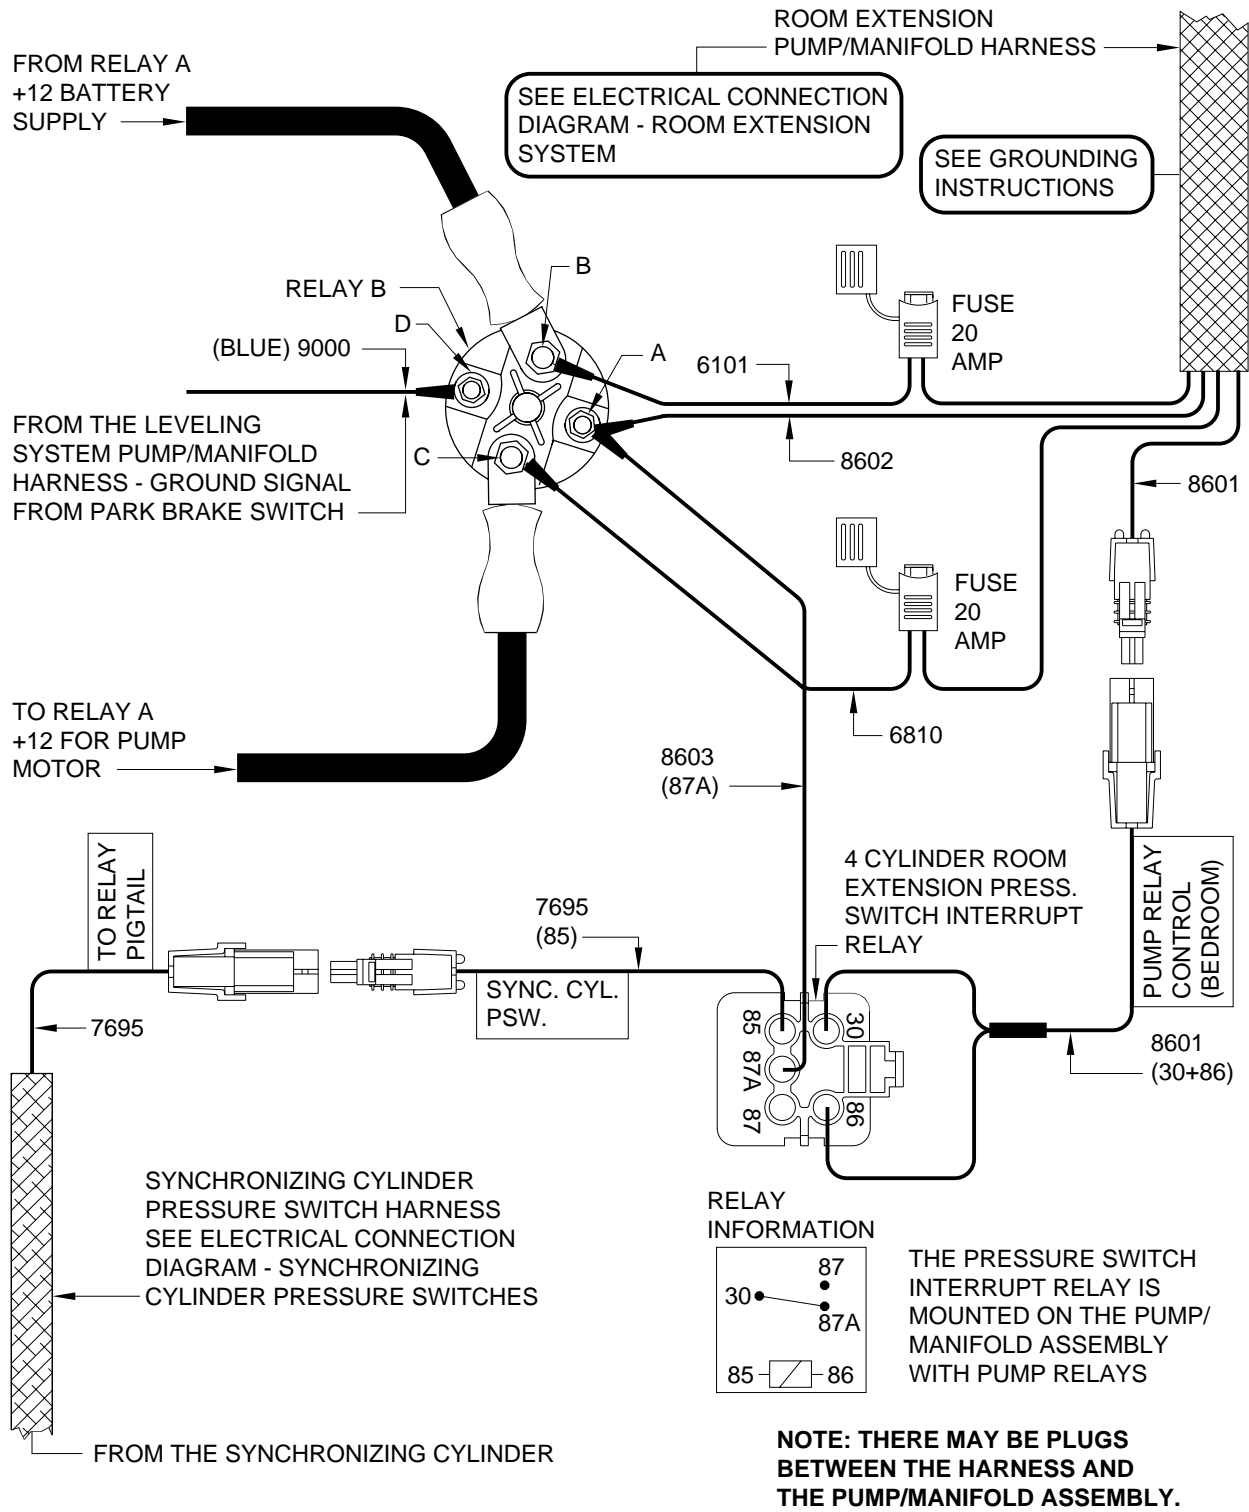 ROOM EXTENSION
PUMP/MANIFOLD HARNESS
FROM RELAY A
+12 BATTERY
SUPPLY
SEE ELECTRICAL CONNECTION
DIAGRAM - ROOM EXTENSION
SYSTEM
SEE GROUNDING
INSTRUCTIONS
B
RELAY B
D
A
(BLUE) 9000
6101
FUSE
20
AMP
FROM THE LEVELING
SYSTEM PUMP/MANIFOLD
HARNESS - GROUND SIGNAL
FROM PARK BRAKE SWITCH
C
8602
8601
FUSE
20
AMP
TO RELAY A
+12 FOR PUMP
MOTOR
6810
8603
(87A)
TO RELAY
PIGTAIL
7695
(85)
4 CYLINDER ROOM
EXTENSION PRESS.
SWITCH INTERRUPT
RELAY
PUMP RELAY
CONTROL
(BEDROOM)
SYNC. CYL.
PSW.
7695
85
30
87A
87
86
8601
(30+86)
SYNCHRONIZING CYLINDER
PRESSURE SWITCH HARNESS
SEE ELECTRICAL CONNECTION
DIAGRAM - SYNCHRONIZING
CYLINDER PRESSURE SWITCHES
RELAY
INFORMATION
87
30
87A
85
86
THE PRESSURE SWITCH
INTERRUPT RELAY IS
MOUNTED ON THE PUMP/
MANIFOLD ASSEMBLY
WITH PUMP RELAYS
FROM THE SYNCHRONIZING CYLINDER
NOTE: THERE MAY BE PLUGS
BETWEEN THE HARNESS AND
THE PUMP/MANIFOLD ASSEMBLY.